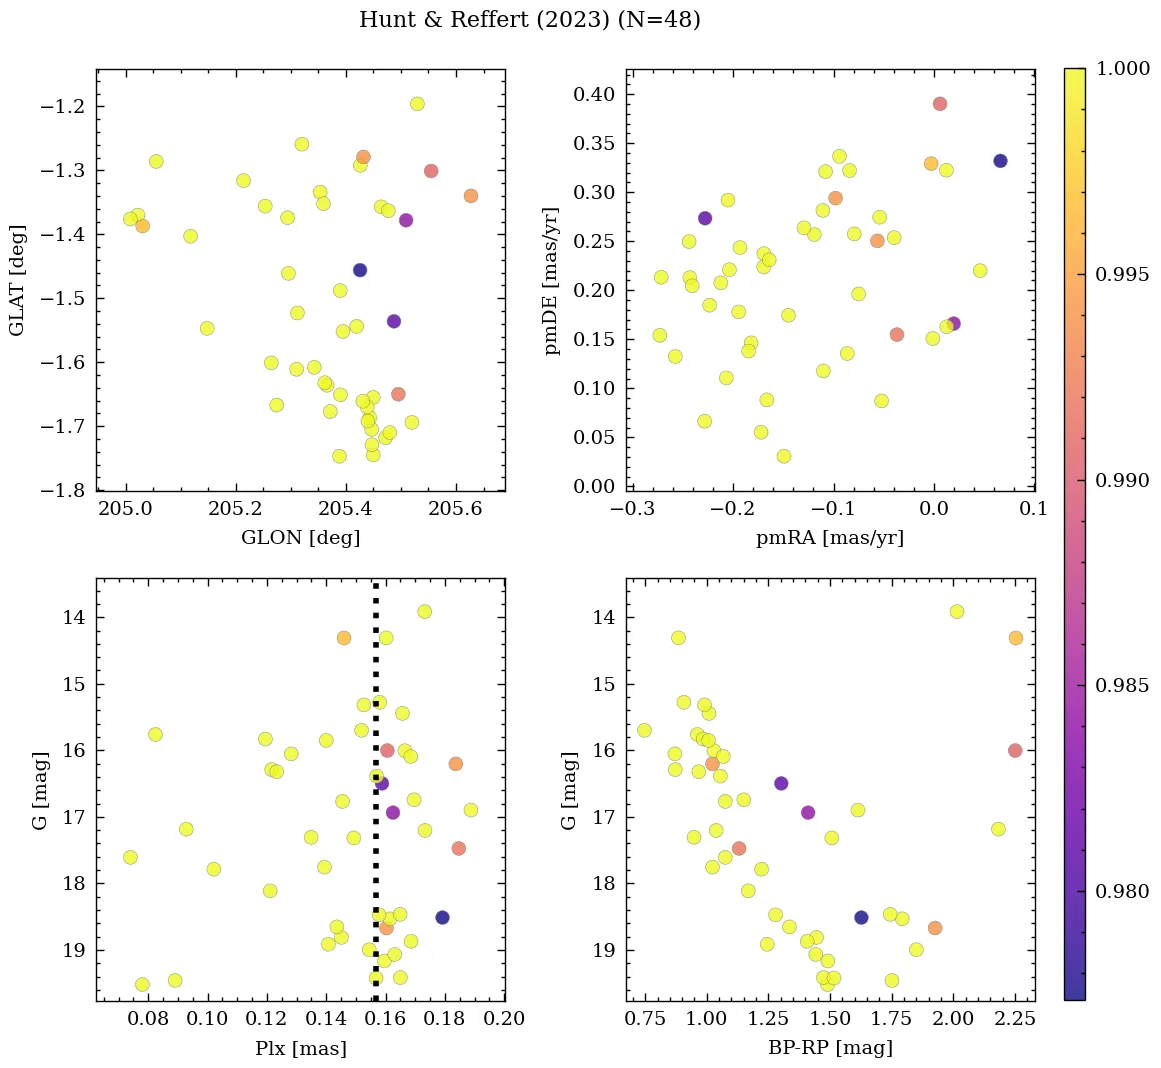 Hunt & Reffert (2023) (N=48)
−1.2
−1.3
−1.4
−1.5
−1.6
−1.7
−1.8
GLAT [deg]
205.0 205.2 205.4 205.6
GLON [deg]
0.40
0.35
0.30
0.25
0.20
0.15
0.10
0.05
0.00
pmDE [mas/yr]
−0.3 −0.2 −0.1 0.0 0.1
pmRA [mas/yr]
14
15
16
17
18
19
G [mag]
0.08 0.10 0.12 0.14 0.16 0.18 0.20
Plx [mas]
14
15
16
17
18
19
G [mag]
0.75 1.00 1.25 1.50 1.75 2.00 2.25
BP-RP [mag]
1.000
0.995
0.990
0.985
0.980